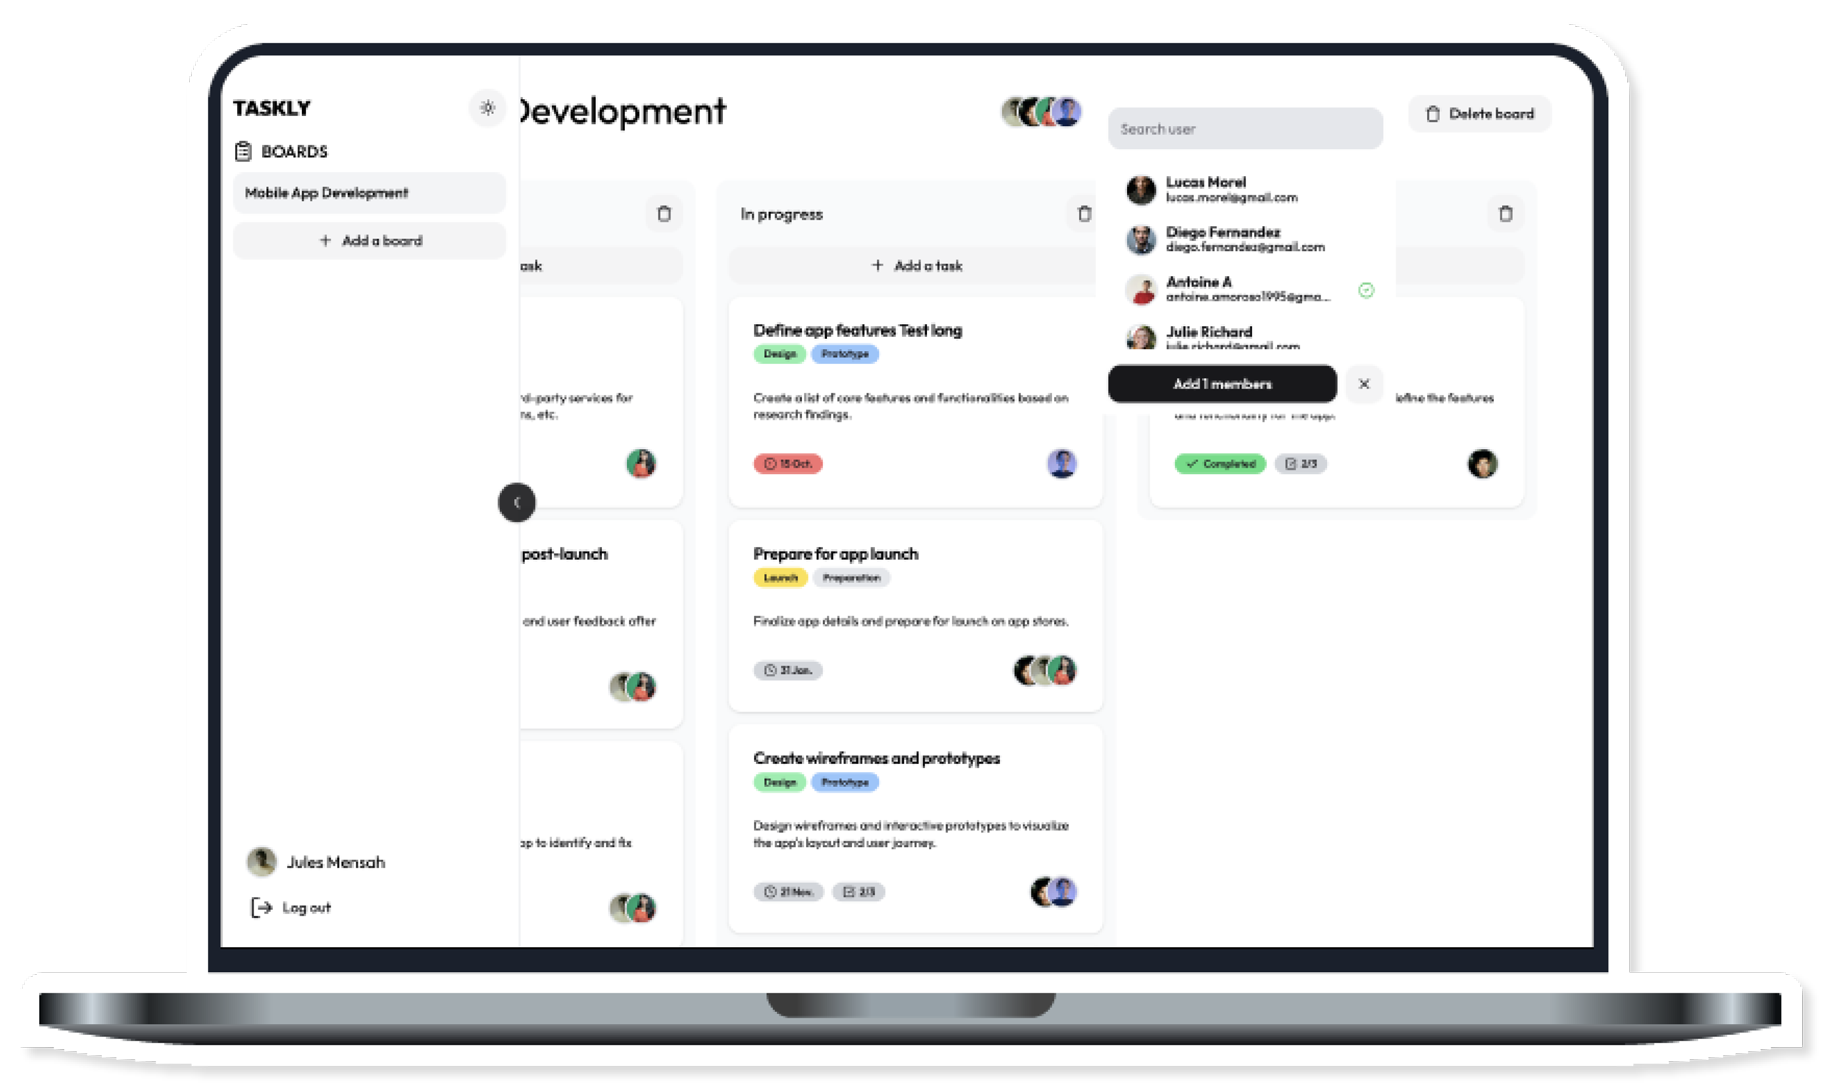 TASKLY
BOARDS
Mobile App Development
+ Add a board
Jules Mensah
Log out
Development
Delete board
ask
rd-party services for
ns, etc.
post-launch
and user feedback after
ap to identify and fix
In progress
+ Add a task
Define app features Test long
Design Prototype
Create a list of core features and functionalities based on
research findings.
15 Oct.
Prepare for app launch
Launch Preparation
Finalize app details and prepare for launch on app stores.
31 Jan.
Create wireframes and prototypes
Design Prototype
Design wireframes and interactive prototypes to visualize
the app's layout and user journey.
21 Nov. 2/3
Search user
Lucas Morel
lucas.morel@gmail.com
Diego Fernandez
diego.fernandez@gmail.com
Antoine A
antoine.amoroso1995@gma...
Julie Richard
julie.richard@gmail.com
Add 1 members
efine the features
and functionality for the app.
Completed 2/3